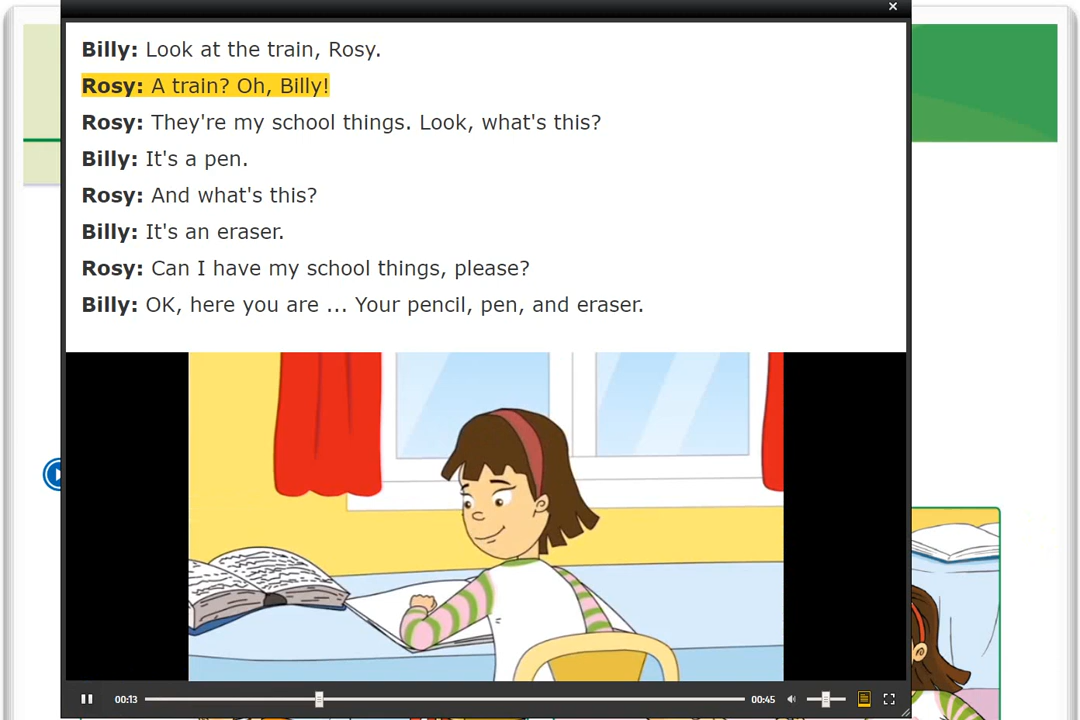 Billy: Look at the train, Rosy.
Rosy: A train? Oh, Billy!
Rosy: They're my school things. Look, what's this?
Billy: It's a pen.
Rosy: And what's this?
Billy: It's an eraser.
Rosy: Can I have my school things, please?
Billy: OK, here you are ... Your pencil, pen, and eraser.
00:13 00:45